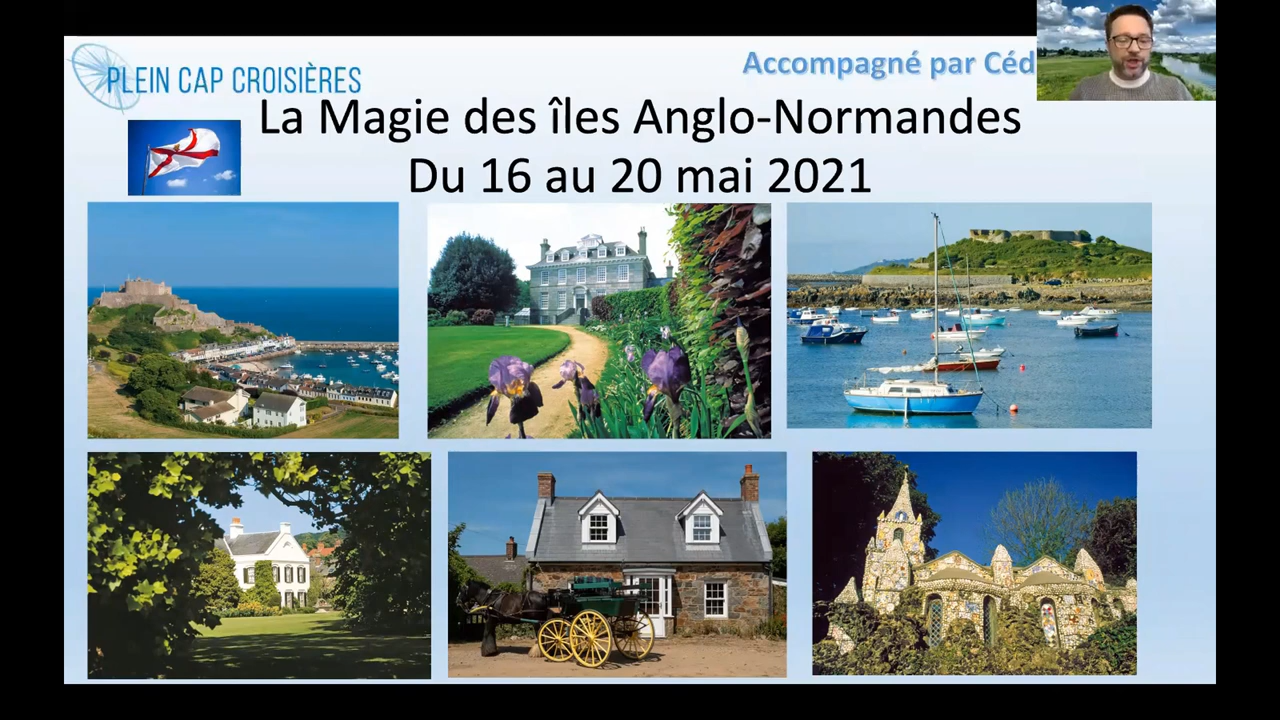 Accompagné par Céd
PLEIN CAP CROISIÈRES
La Magie des îles Anglo-Normandes
Du 16 au 20 mai 2021